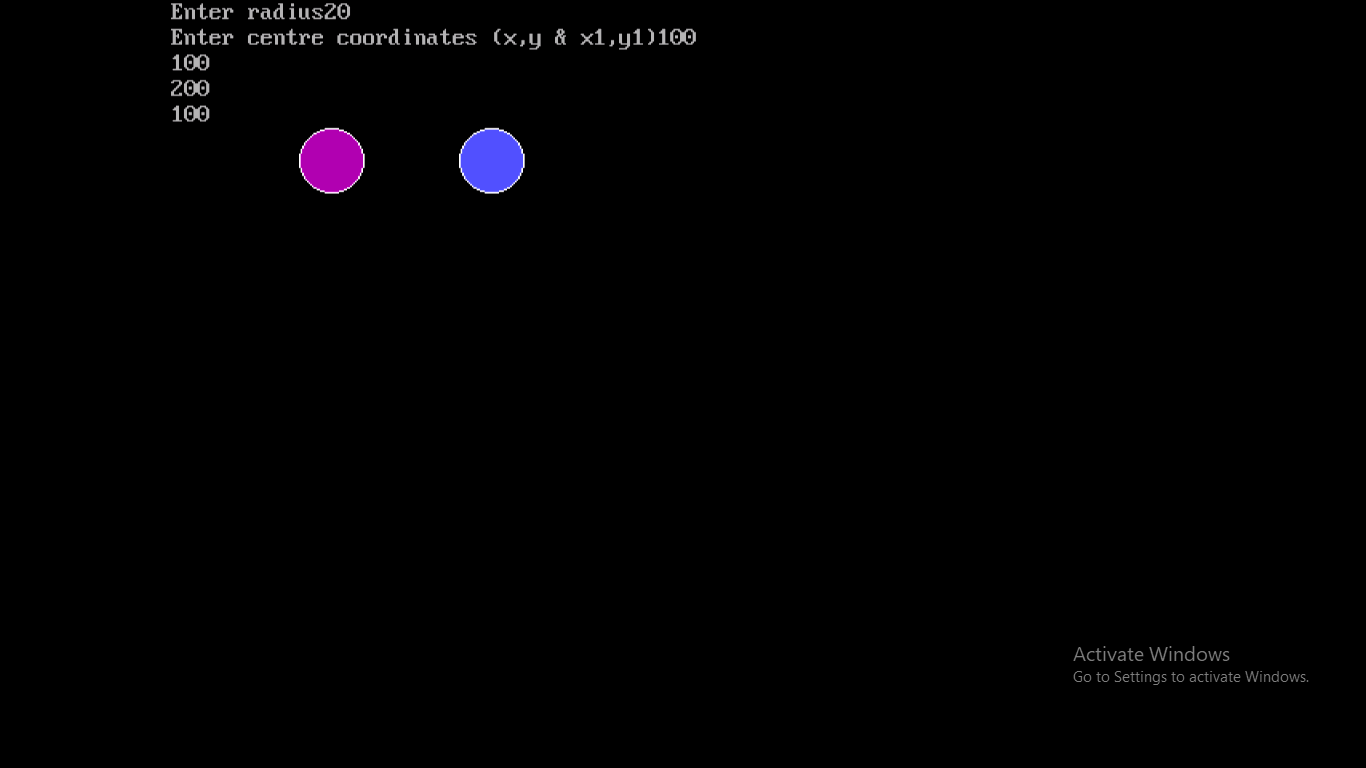 Enter radius20
Enter centre coordinates (x,y & x1,y1)100
100
200
100
Activate Windows
Go to Settings to activate Windows.